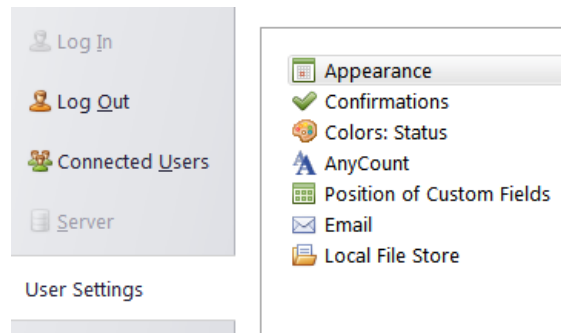 Log In
Log Out
Connected Users
Server
User Settings
Appearance
Confirmations
Colors: Status
AnyCount
Position of Custom Fields
Email
Local File Store